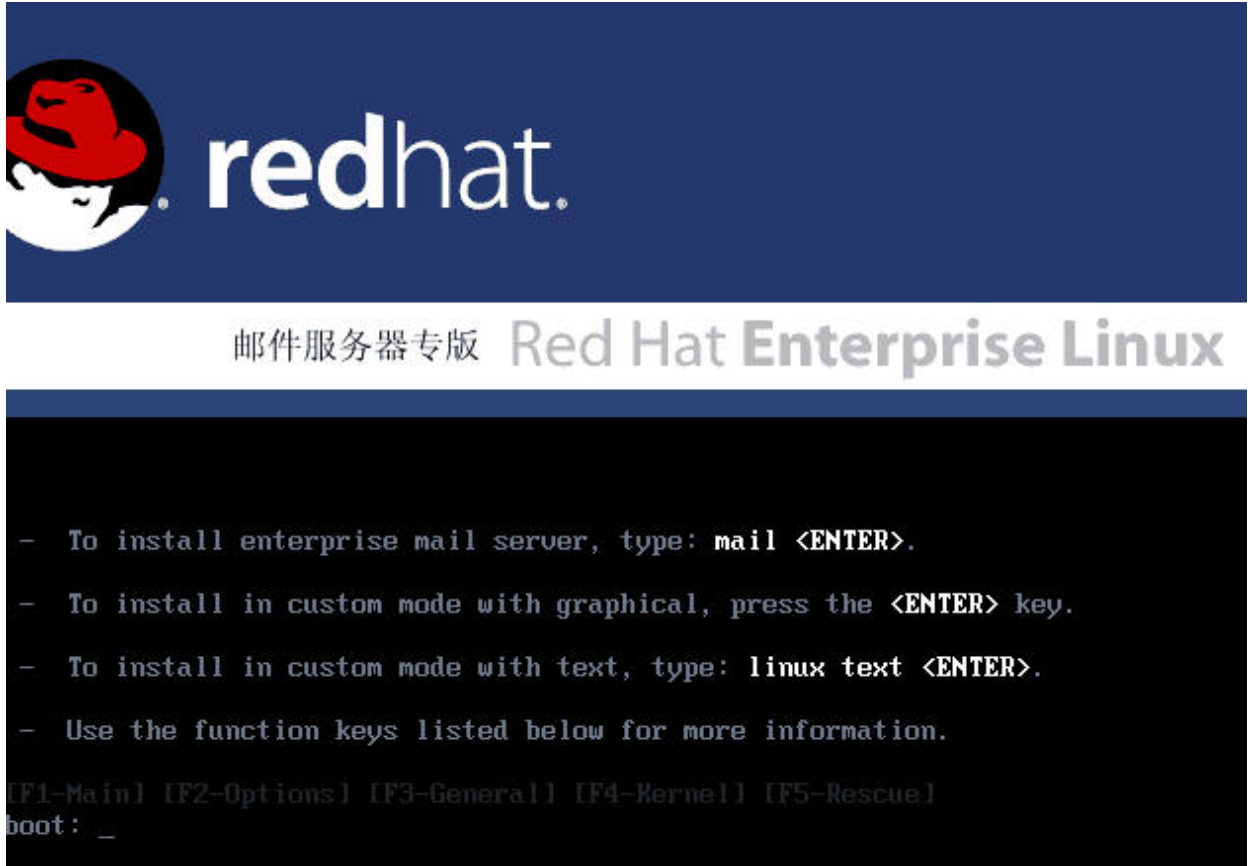 redhat.
邮件服务器专版 Red Hat Enterprise Linux
- To install enterprise mail server, type: mail <ENTER>.
- To install in custom mode with graphical, press the <ENTER> key.
- To install in custom mode with text, type: linux text <ENTER>.
- Use the function keys listed below for more information.
[F1-Main] [F2-Options] [F3-General] [F4-Kernel] [F5-Rescue]
boot: _